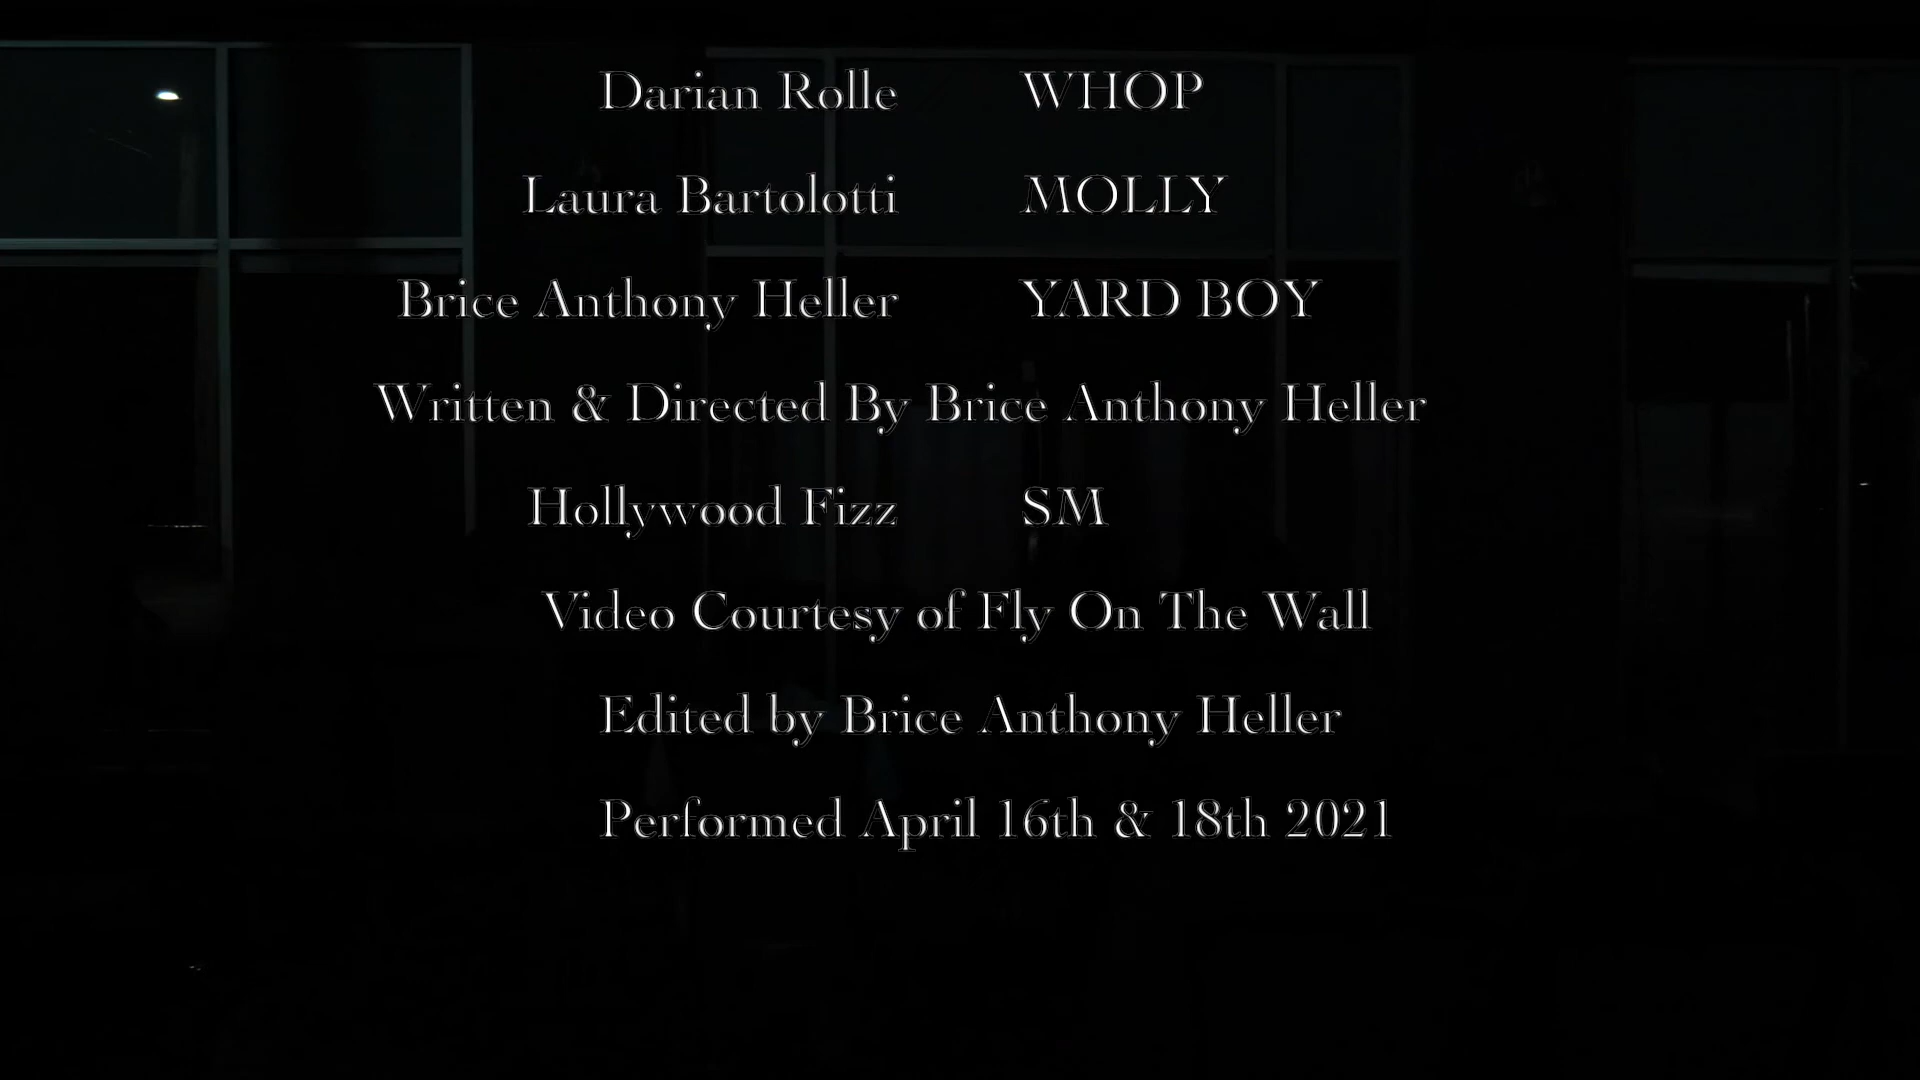 Darian Rolle WHOP
Laura Bartolotti MOLLY
Brice Anthony Heller YARD BOY
Written & Directed By Brice Anthony Heller
Hollywood Fizz SM
Video Courtesy of Fly On The Wall
Edited by Brice Anthony Heller
Performed April 16th & 18th 2021